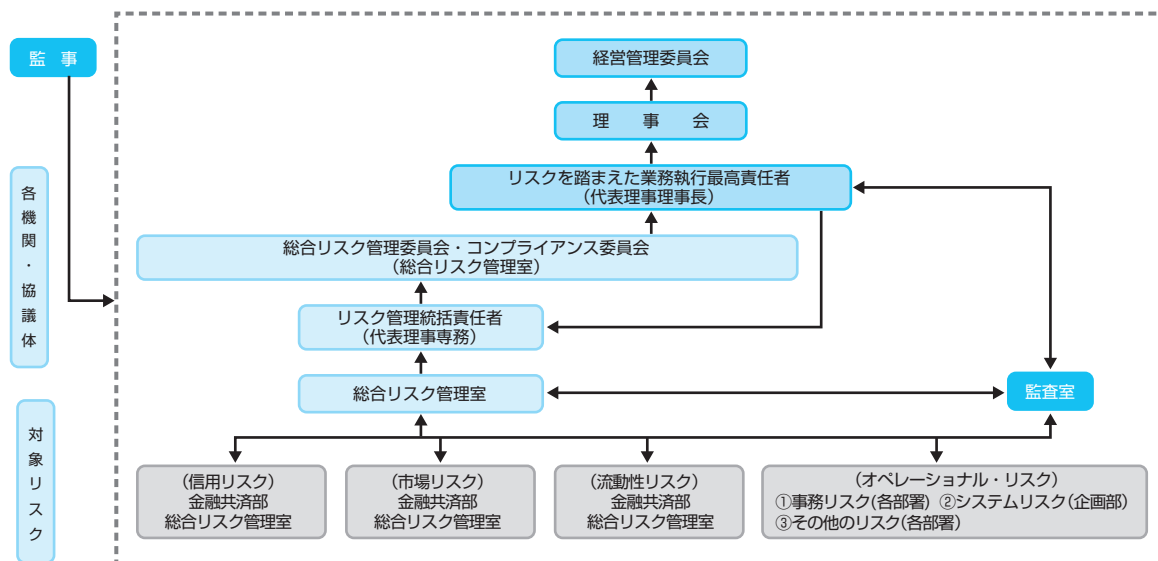 監 事
各機関・協議体
対象リスク
経営管理委員会
理 事 会
リスクを踏まえた業務執行最高責任者
(代表理事理事長)
総合リスク管理委員会・コンプライアンス委員会
(総合リスク管理室)
リスク管理統括責任者
(代表理事専務)
総合リスク管理室
監査室
(信用リスク)
金融共済部
総合リスク管理室
(市場リスク)
金融共済部
総合リスク管理室
(流動性リスク)
金融共済部
総合リスク管理室
(オペレーショナル・リスク)
①事務リスク(各部署) ②システムリスク(企画部)
③その他のリスク(各部署)